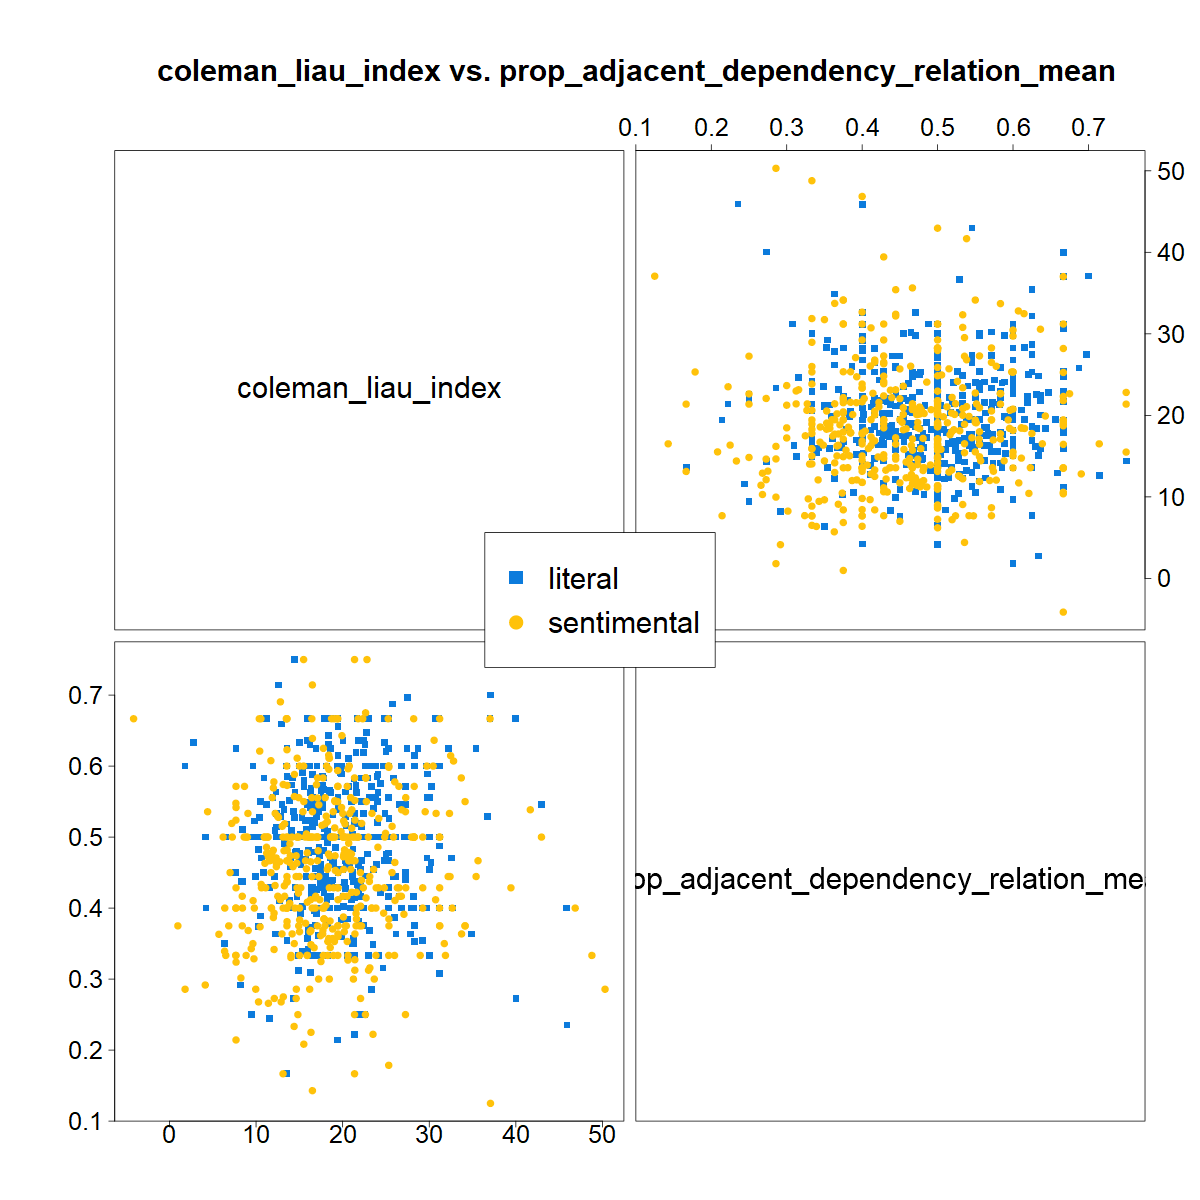 coleman_liau_index vs. prop_adjacent_dependency_relation_mean
0.1 0.2 0.3 0.4 0.5 0.6 0.7
50
40
30
20
10
0
coleman_liau_index
literal
sentimental
0.7
0.6
0.5
0.4
0.3
0.2
0.1
op_adjacent_dependency_relation_me
0 10 20 30 40 50